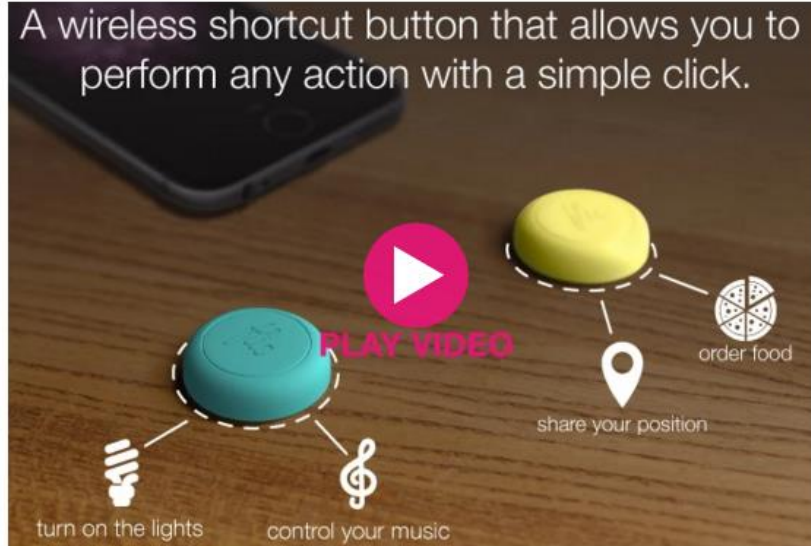 A wireless shortcut button that allows you to
perform any action with a simple click.
PLAY VIDEO
order food
share your position
turn on the lights
control your music